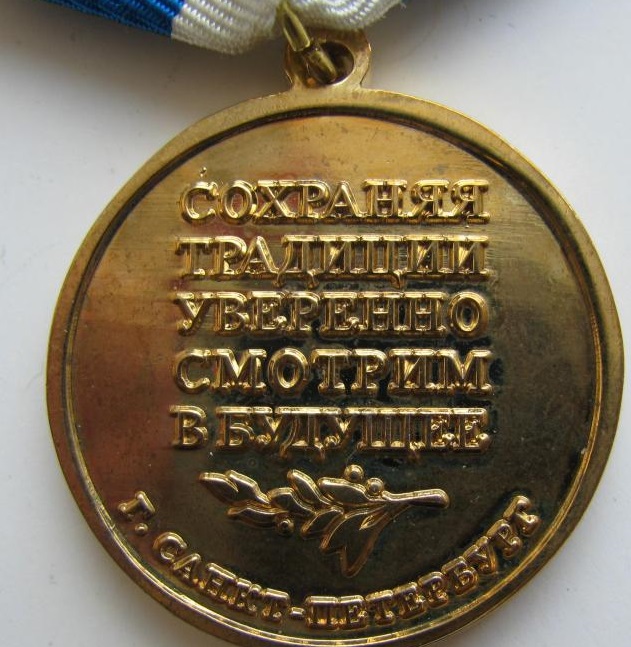 СОХРАНЯЯ
ТРАДИЦИИ
УВЕРЕННО
СМОТРИМ
В БУДУЩЕЕ
Г. САНКТ-ПЕТЕРБУРГ